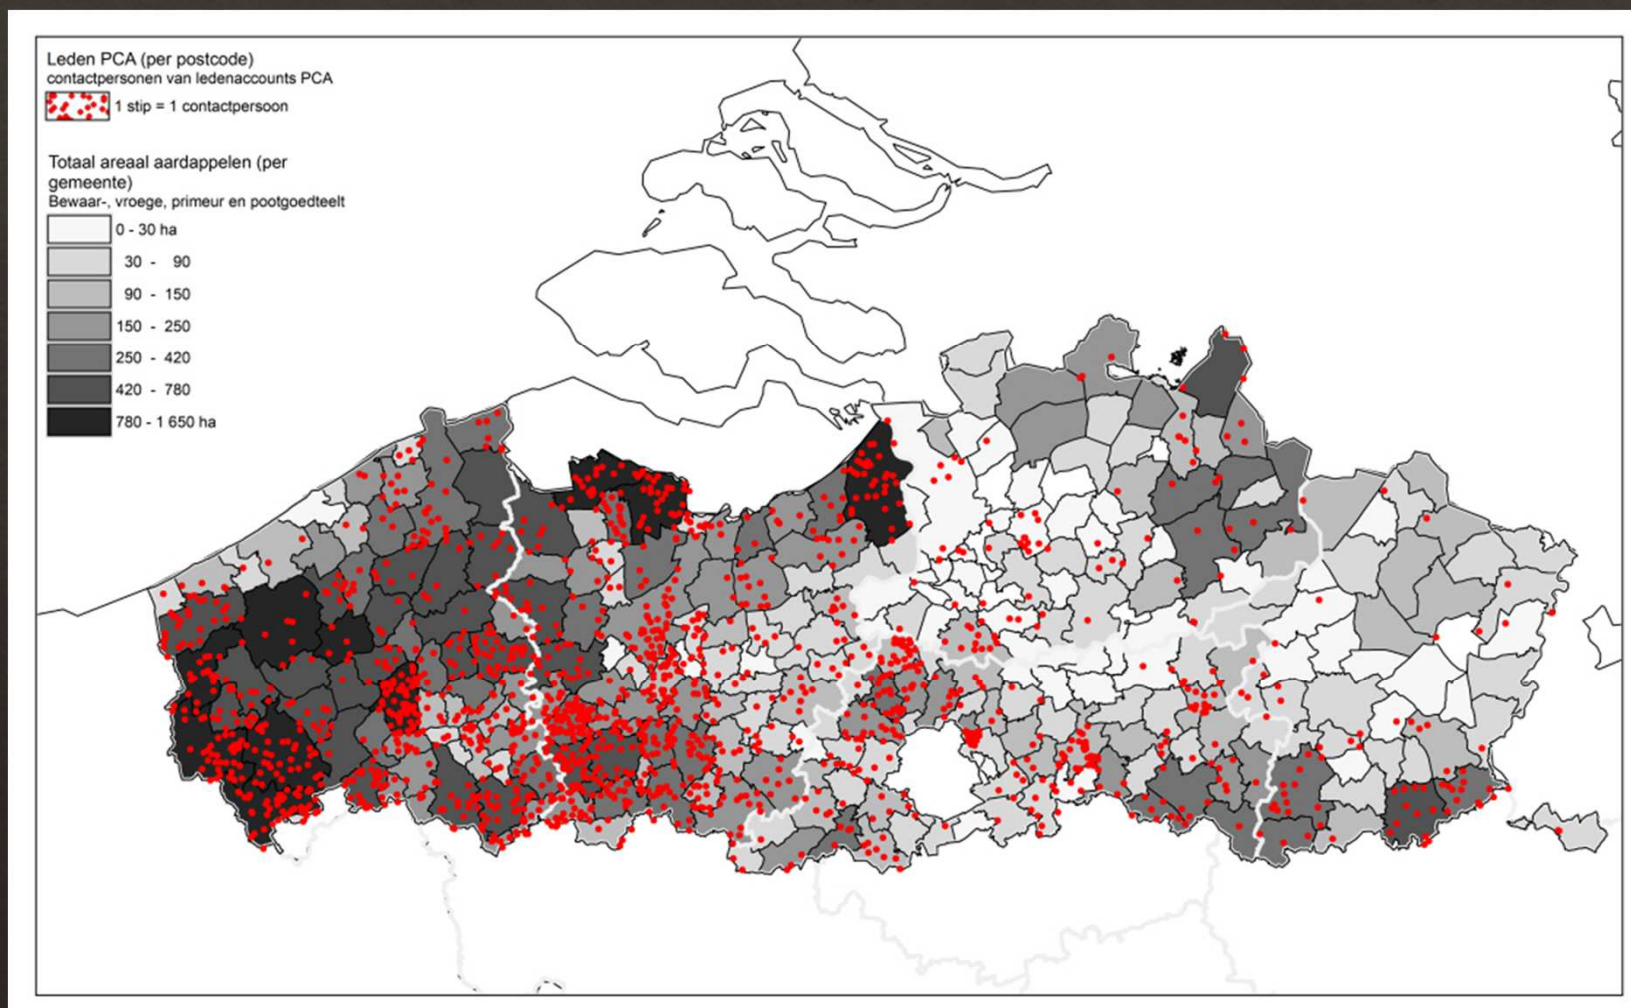 Leden PCA (per postcode)
contactpersonen van ledenaccounts PCA
1 stip = 1 contactpersoon
Totaal areaal aardappelen (per
gemeente)
Bewaar-, vroege, primeur en pootgoedteelt
0 - 30 ha
30 - 90
90 - 150
150 - 250
250 - 420
420 - 780
780 - 1 650 ha